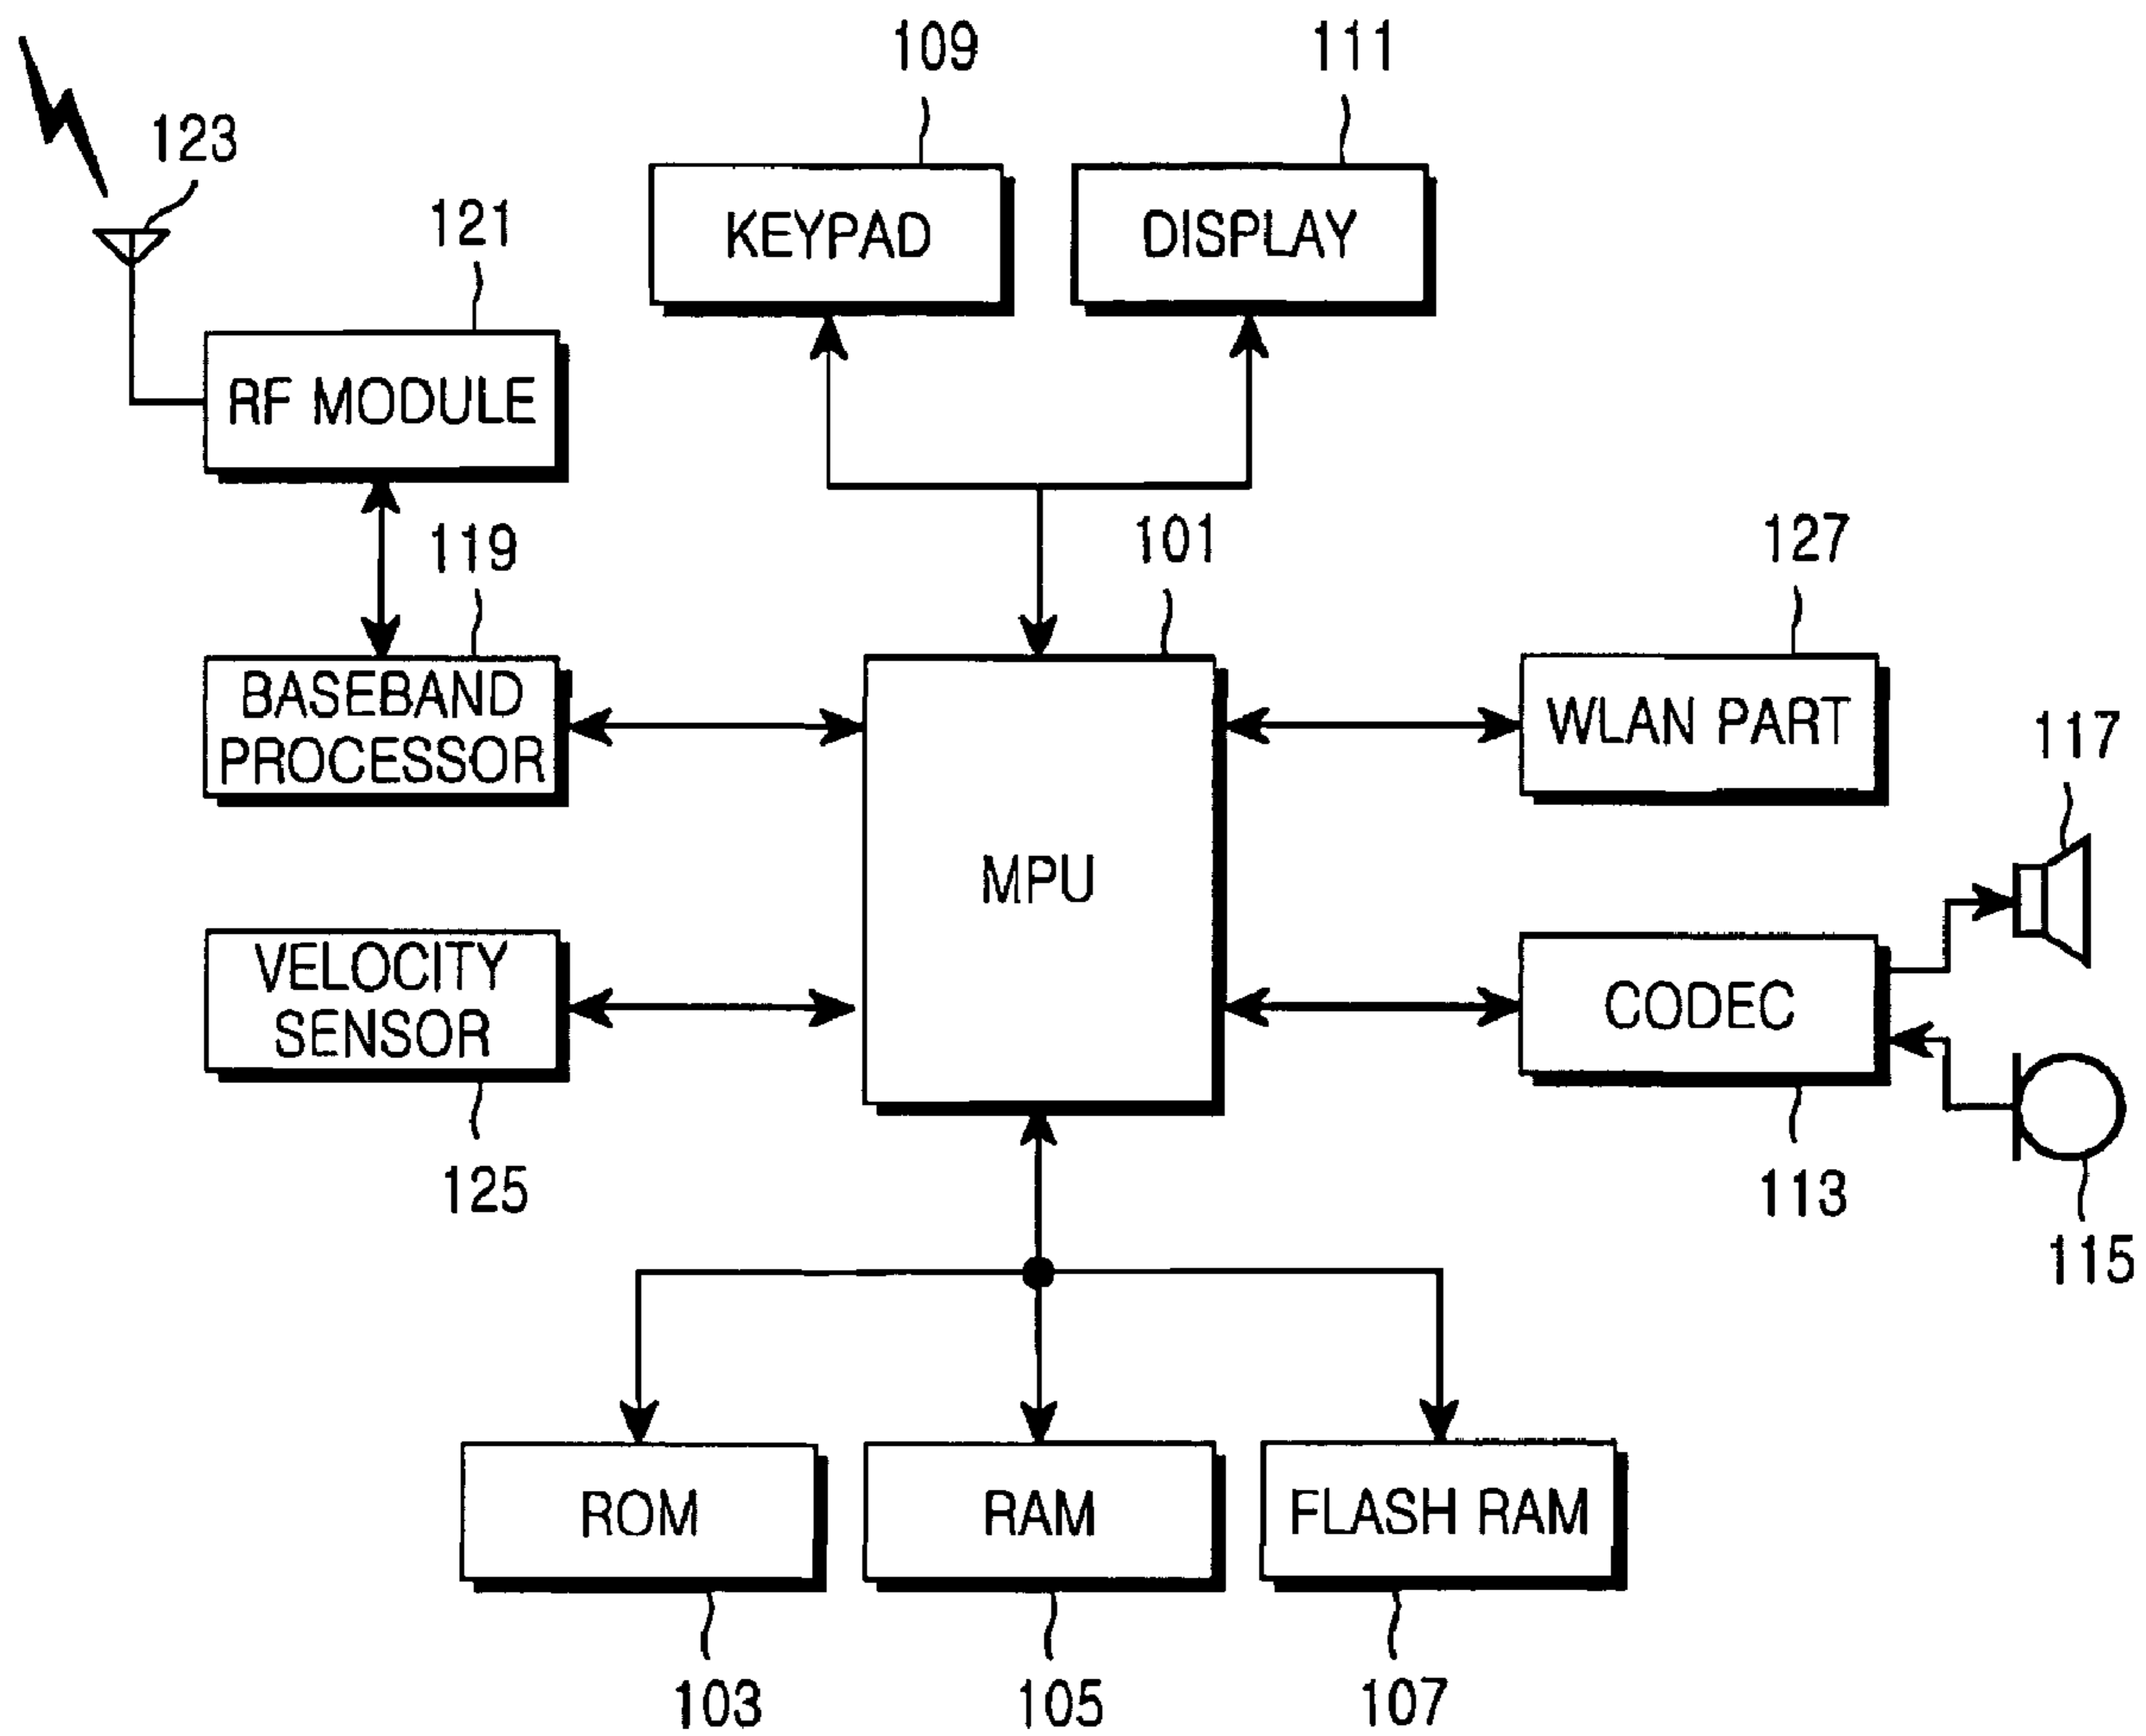 109
111
123
121
KEYPAD
DISPLAY
RF MODULE
119
101
127
BASEBAND
PROCESSOR
WLAN PART
117
MPU
VELOCITY
SENSOR
CODEC
125
113
115
ROM
RAM
FLASH RAM
103
105
107